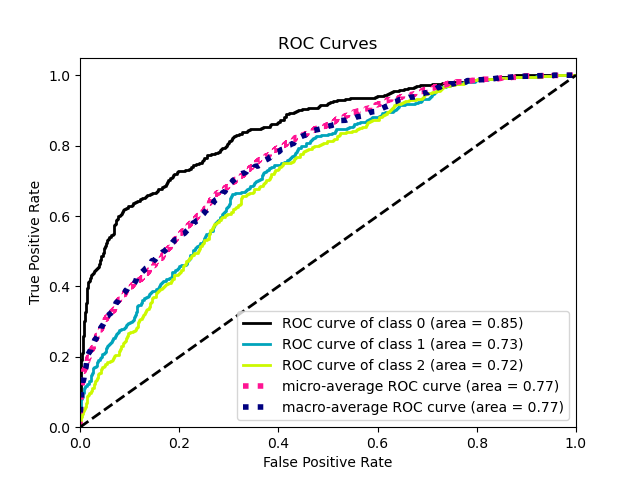 ROC Curves
1.0
0.8
0.6
0.4
0.2
0.0
True Positive Rate
ROC curve of class 0 (area = 0.85)
ROC curve of class 1 (area = 0.73)
ROC curve of class 2 (area = 0.72)
micro-average ROC curve (area = 0.77)
macro-average ROC curve (area = 0.77)
0.0 0.2 0.4 0.6 0.8 1.0
False Positive Rate